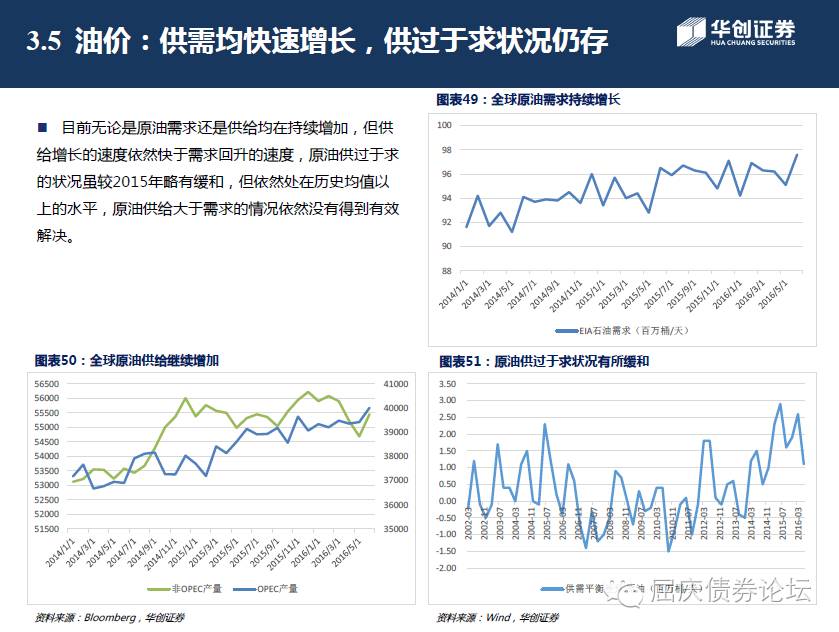 3.5 油价：供需均快速增长，供过于求状况仍存
华创证券
HUA CHUANG SECURITIES
■ 目前无论是原油需求还是供给均在持续增加，但供
给增长的速度依然快于需求回升的速度，原油供过于求
的状况虽较2015年略有缓和，但依然处在历史均值以
上的水平，原油供给大于需求的情况依然没有得到有效
解决。
图表49：全球原油需求持续增长
100
98
96
94
92
90
88
2014/1/1 2014/3/1 2014/5/1 2014/7/1 2014/9/1 2014/11/1 2015/1/1 2015/3/1 2015/5/1 2015/7/1 2015/9/1 2015/11/1 2016/1/1 2016/3/1 2016/5/1
EIA石油需求（百万桶/天）
图表50：全球原油供给继续增加
56500
56000
55500
55000
54500
54000
53500
53000
52500
52000
51500
41000
40000
39000
38000
37000
36000
35000
2014/1/1 2014/3/1 2014/5/1 2014/7/1 2014/9/1 2014/11/1 2015/1/1 2015/3/1 2015/5/1 2015/7/1 2015/9/1 2015/11/1 2016/1/1 2016/3/1 2016/5/1
非OPEC产量 OPEC产量
资料来源：Bloomberg，华创证券
图表51：原油供过于求状况有所缓和
3.50
3.00
2.50
2.00
1.50
1.00
0.50
0.00
-0.50
-1.00
-1.50
-2.00
2002-03 2002-11 2003-07 2004-03 2004-11 2005-07 2006-03 2006-11 2007-07 2008-03 2008-11 2009-07 2010-03 2010-11 2011-07 2012-03 2012-11 2013-07 2014-03 2014-11 2015-07 2016-03
供需平衡 油（百万桶/天）
屈庆债券论坛
资料来源：Wind，华创证券